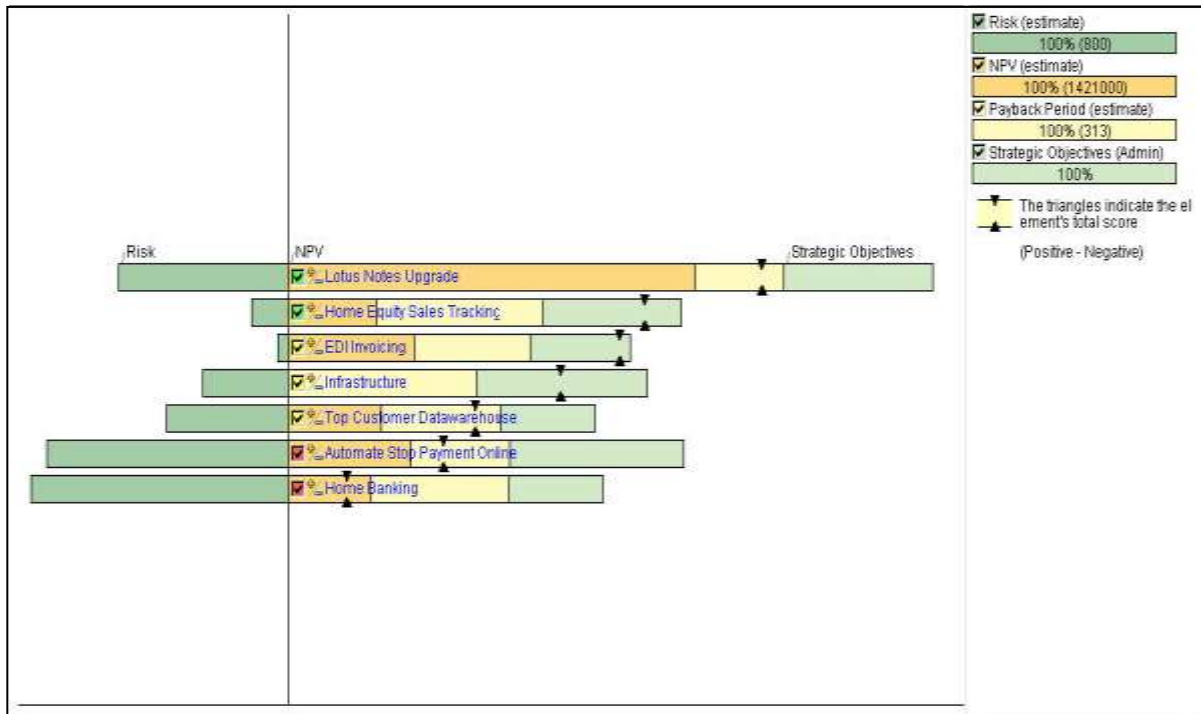 Risk (estimate)
100% (800)
NPV (estimate)
100% (1421000)
Payback Period (estimate)
100% (313)
Strategic Objectives (Admin)
100%
The triangles indicate the el
ement's total score
(Positive - Negative)
Risk NPV Strategic Objectives
Lotus Notes Upgrade
Home Equity Sales Tracking
EDI Invoicing
Infrastructure
Top Customer Datawarehouse
Automate Stop Payment Online
Home Banking